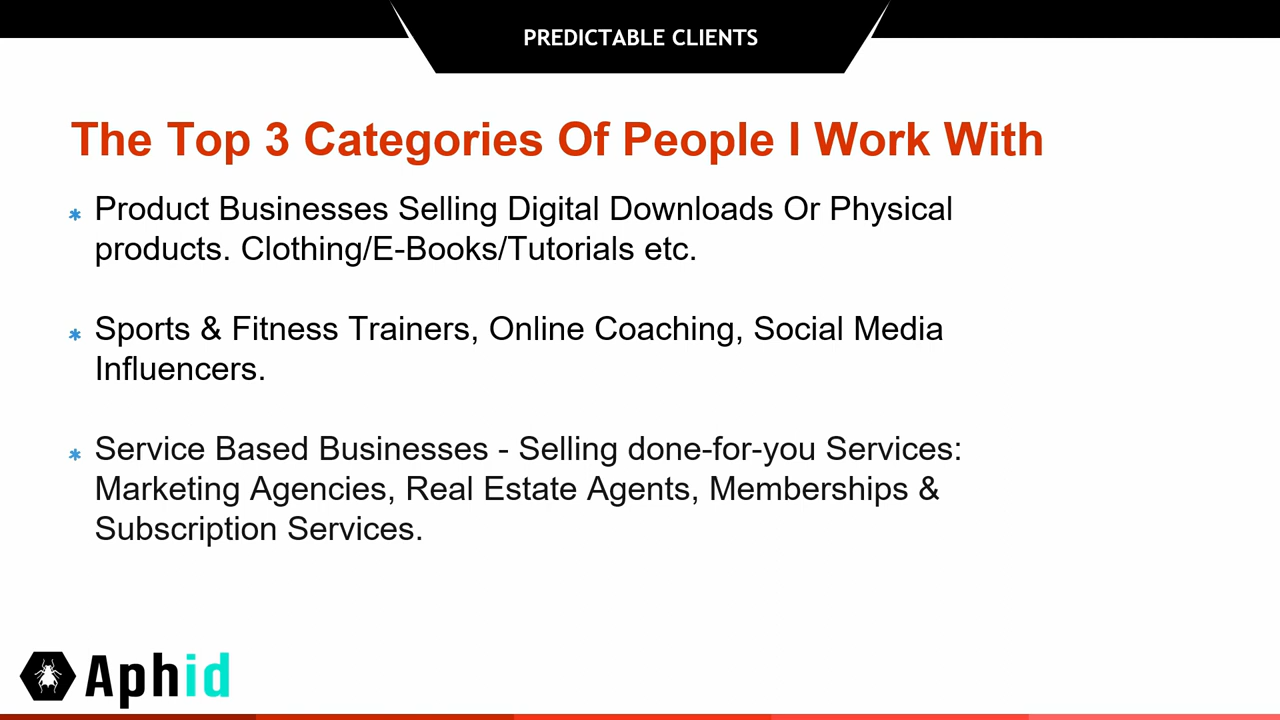 PREDICTABLE CLIENTS
The Top 3 Categories Of People I Work With
* Product Businesses Selling Digital Downloads Or Physical
products. Clothing/E-Books/Tutorials etc.
* Sports & Fitness Trainers, Online Coaching, Social Media
Influencers.
* Service Based Businesses - Selling done-for-you Services:
Marketing Agencies, Real Estate Agents, Memberships &
Subscription Services.
Aphid